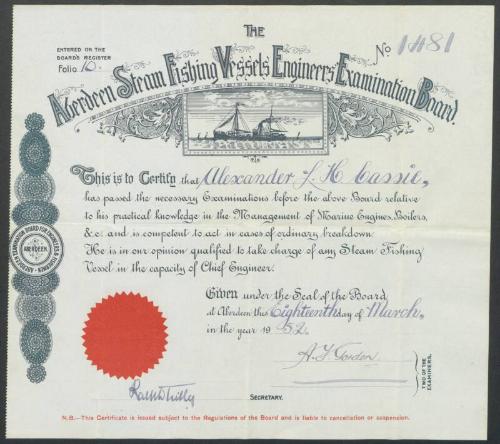 THE
ENTERED ON THE
BOARD'S REGISTER
Folio 10.
No 1481
Aberdeen Steam Fishing Vessels Engineers' Examination Board.
This is to Certify that Alexander L H Cassie,
has passed the necessary Examinations before the above Board relative
to his practical knowledge in the Management of Marine Engines, Boilers,
&c: and is competent to act in cases of ordinary breakdown.
He is in our opinion qualified to take charge of any Steam Fishing
Vessel in the capacity of Chief Engineer.
ABERDEEN
Given under the Seal of the Board
at Aberdeen this Eighteenth day of March,
in the year 1952.
TWO OF THE
EXAMINERS.
SECRETARY.
N.B.—This Certificate is issued subject to the Regulations of the Board and is liable to cancellation or suspension.